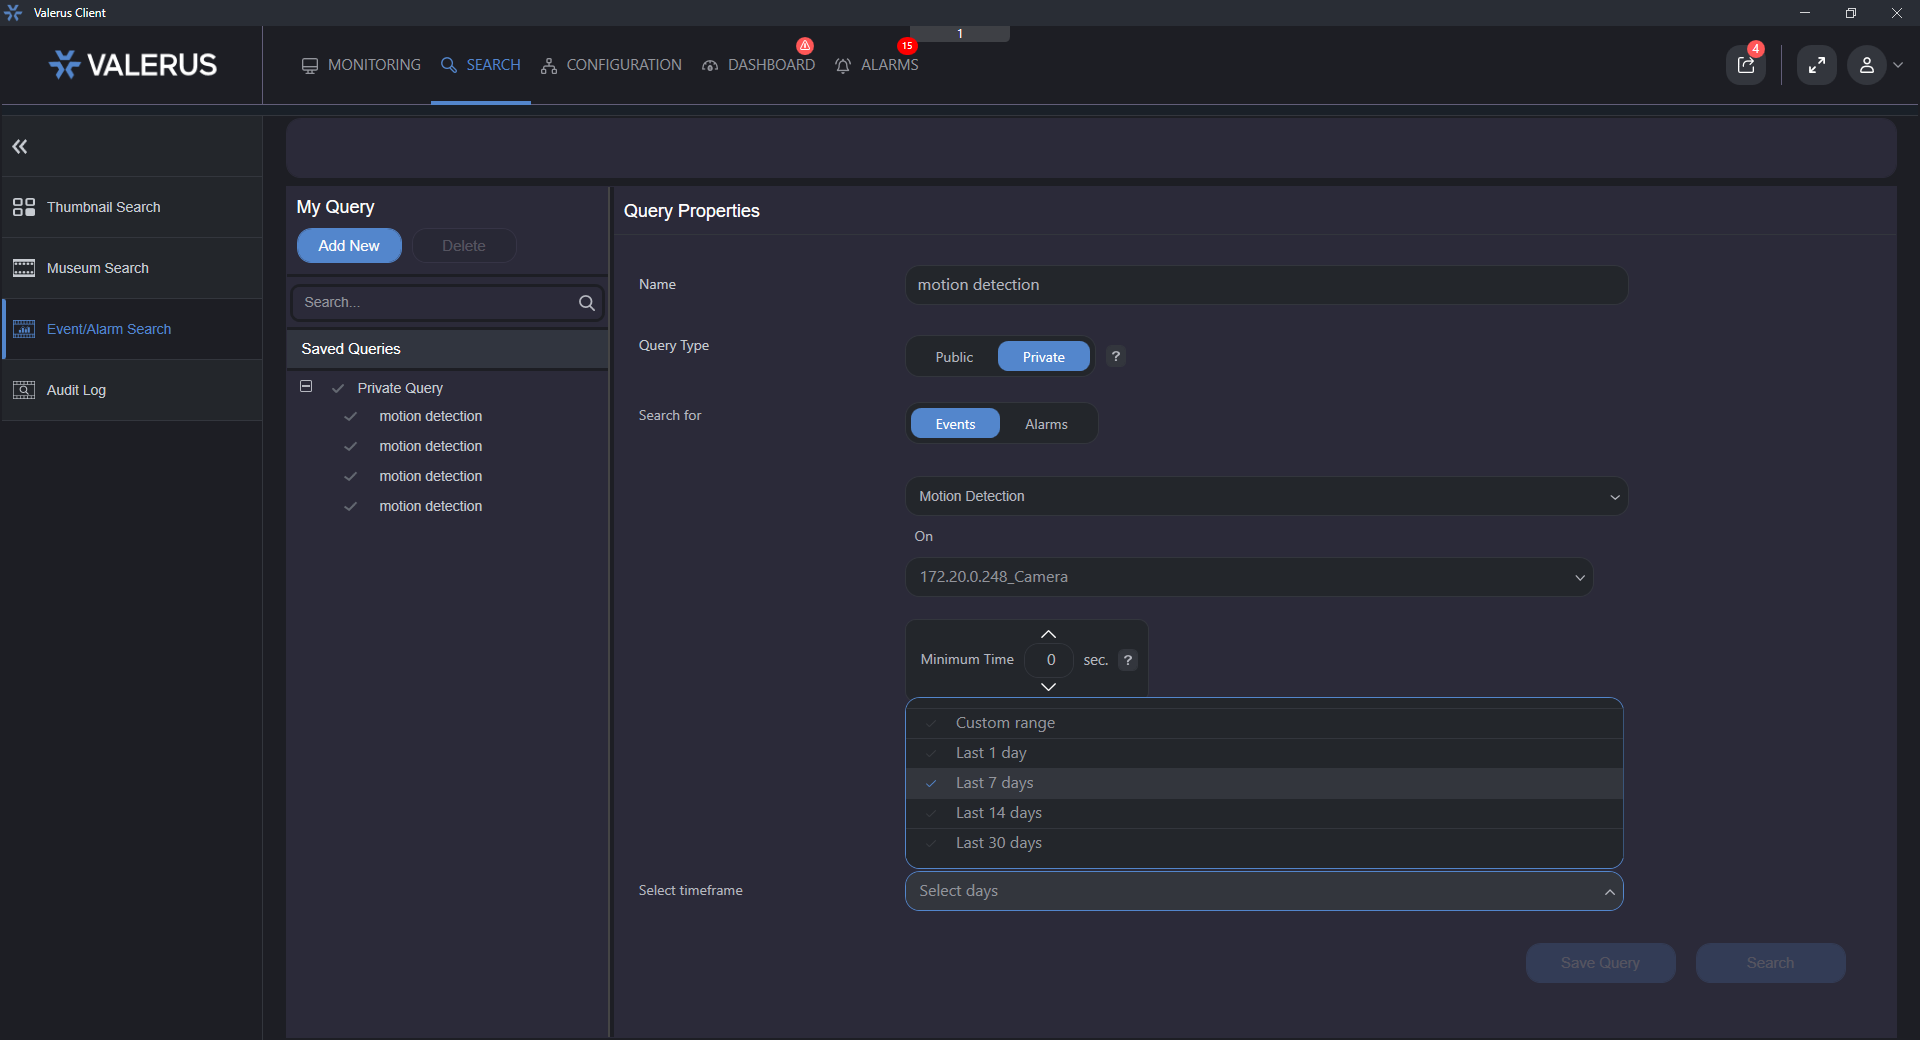 Valerus Client
1
VALERUS
MONITORING
SEARCH
CONFIGURATION
DASHBOARD
15
ALARMS
4
Thumbnail Search
Museum Search
Event/Alarm Search
Audit Log
My Query
Add New
Delete
Search...
Saved Queries
Private Query
motion detection
motion detection
motion detection
motion detection
Query Properties
Name
motion detection
Query Type
Public
Private
?
Search for
Events
Alarms
Motion Detection
On
172.20.0.248_Camera
Minimum Time
0
sec.
?
Custom range
Last 1 day
Last 7 days
Last 14 days
Last 30 days
Select timeframe
Select days
Save Query
Search